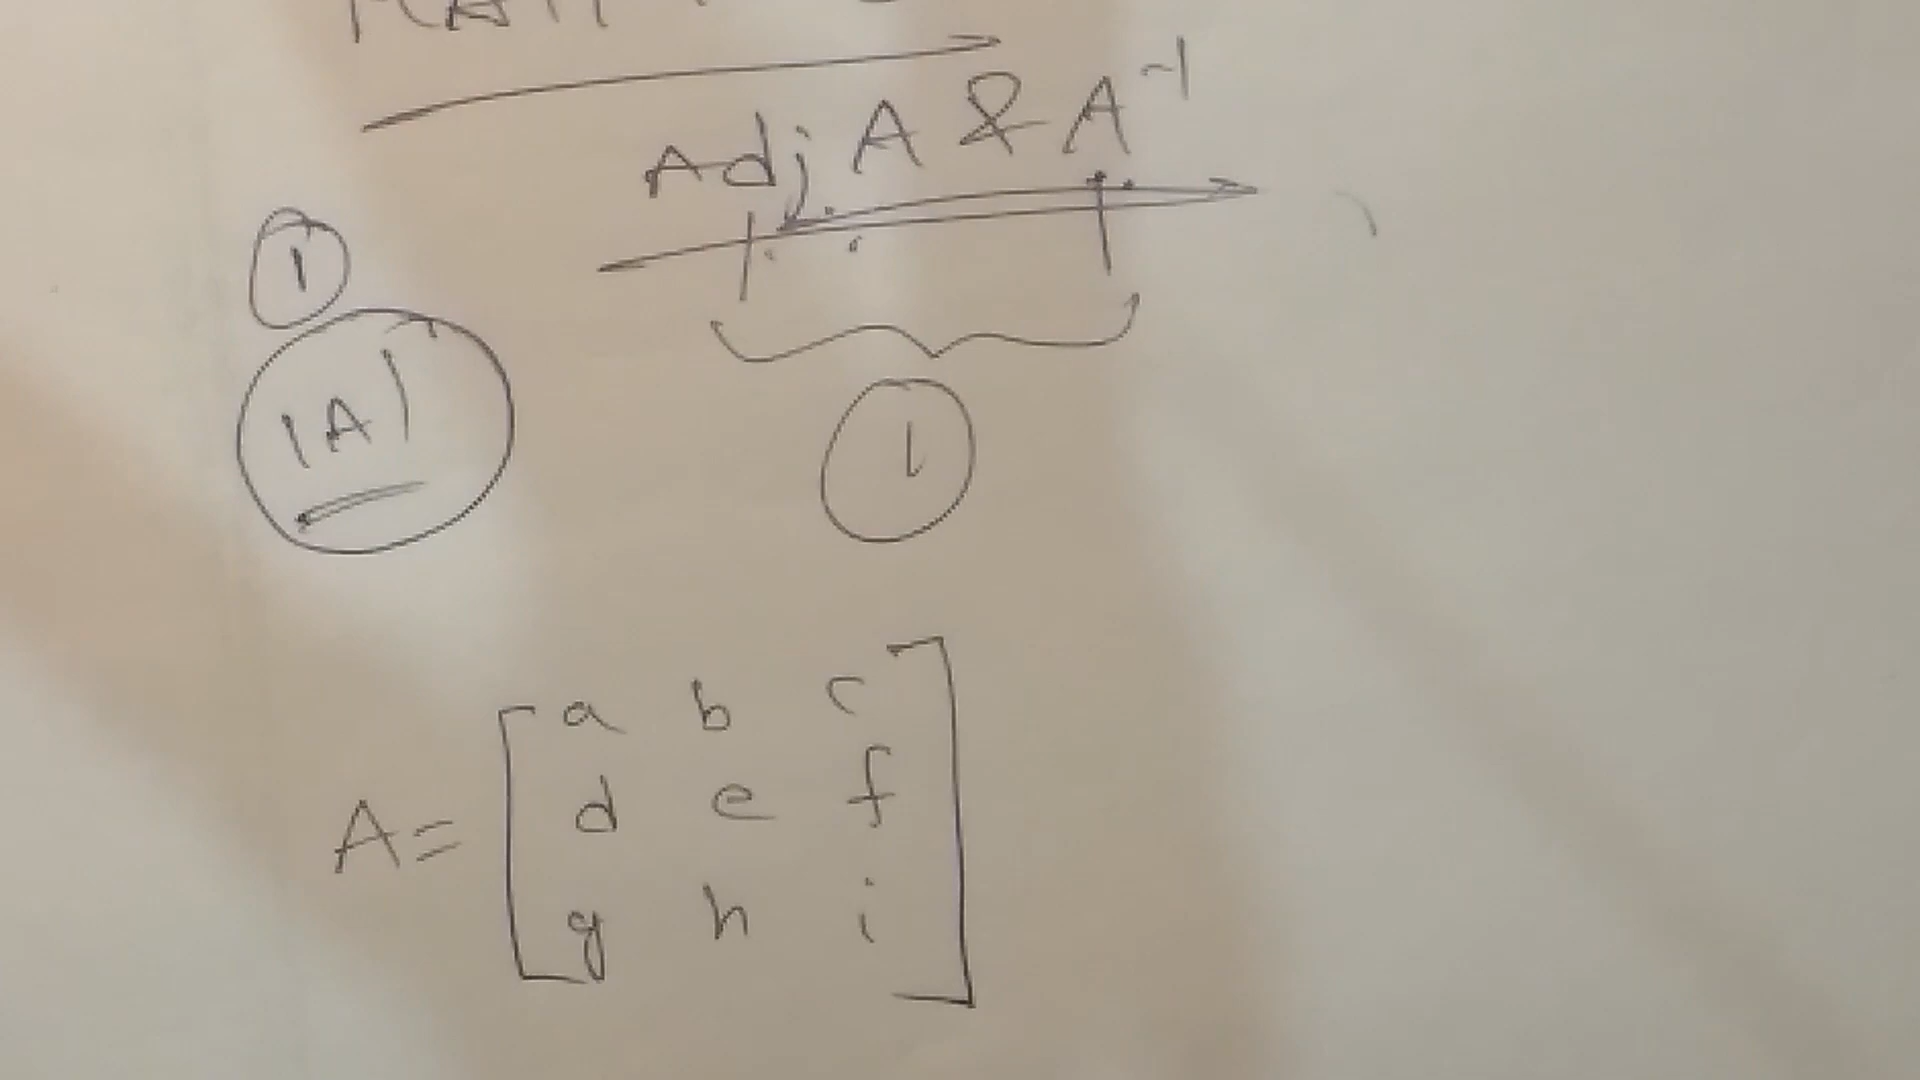 Adj A & A⁻¹
1
|A|
1
a b c
d e f
A =
g h i